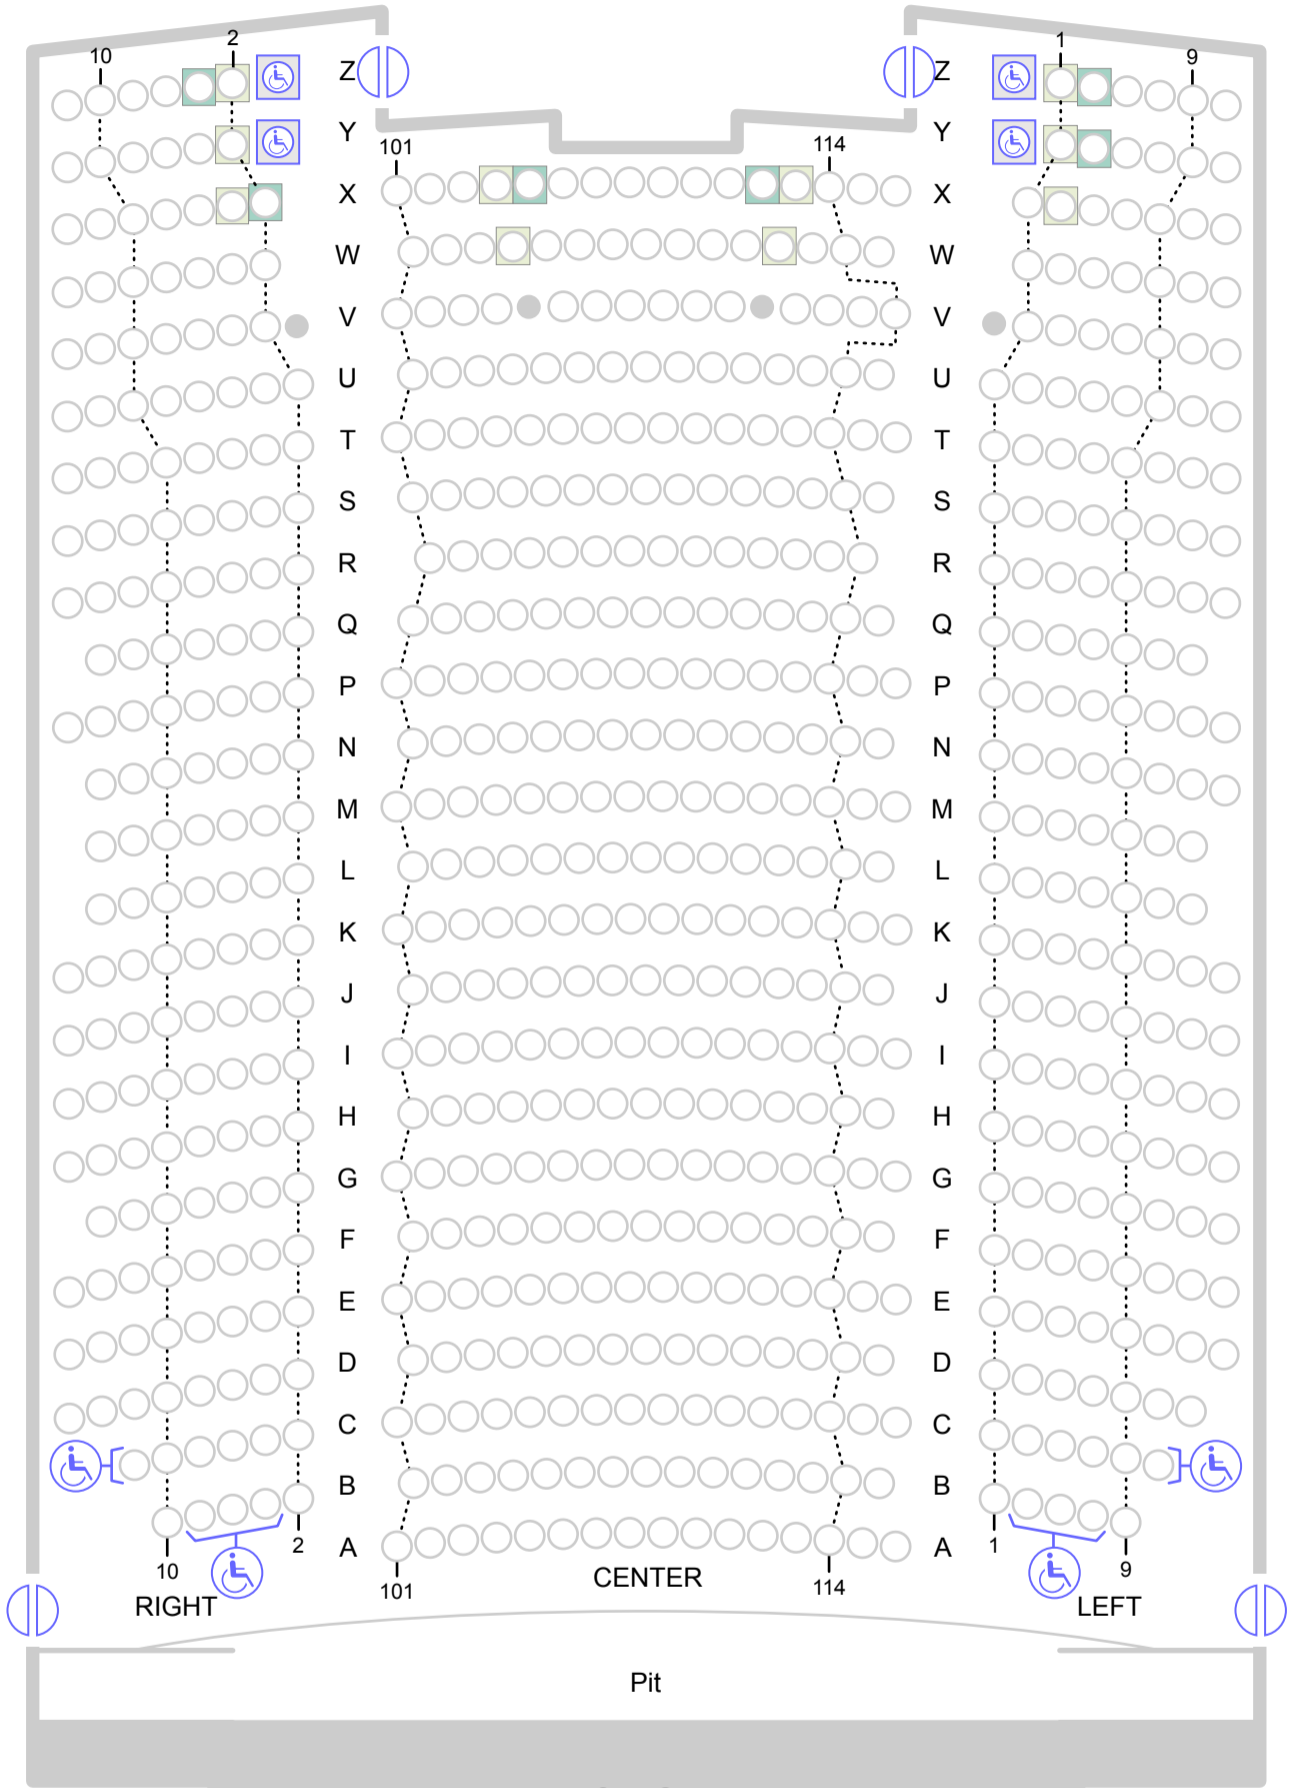 10 2 1 9
Z Z
Y Y
101 114
X X
W W
V V
U U
T T
S S
R R
Q Q
P P
N N
M M
L L
K K
J J
I I
H H
G G
F F
E E
D D
C C
B B
A A
10 2 101 114 1 9
RIGHT CENTER LEFT
Pit